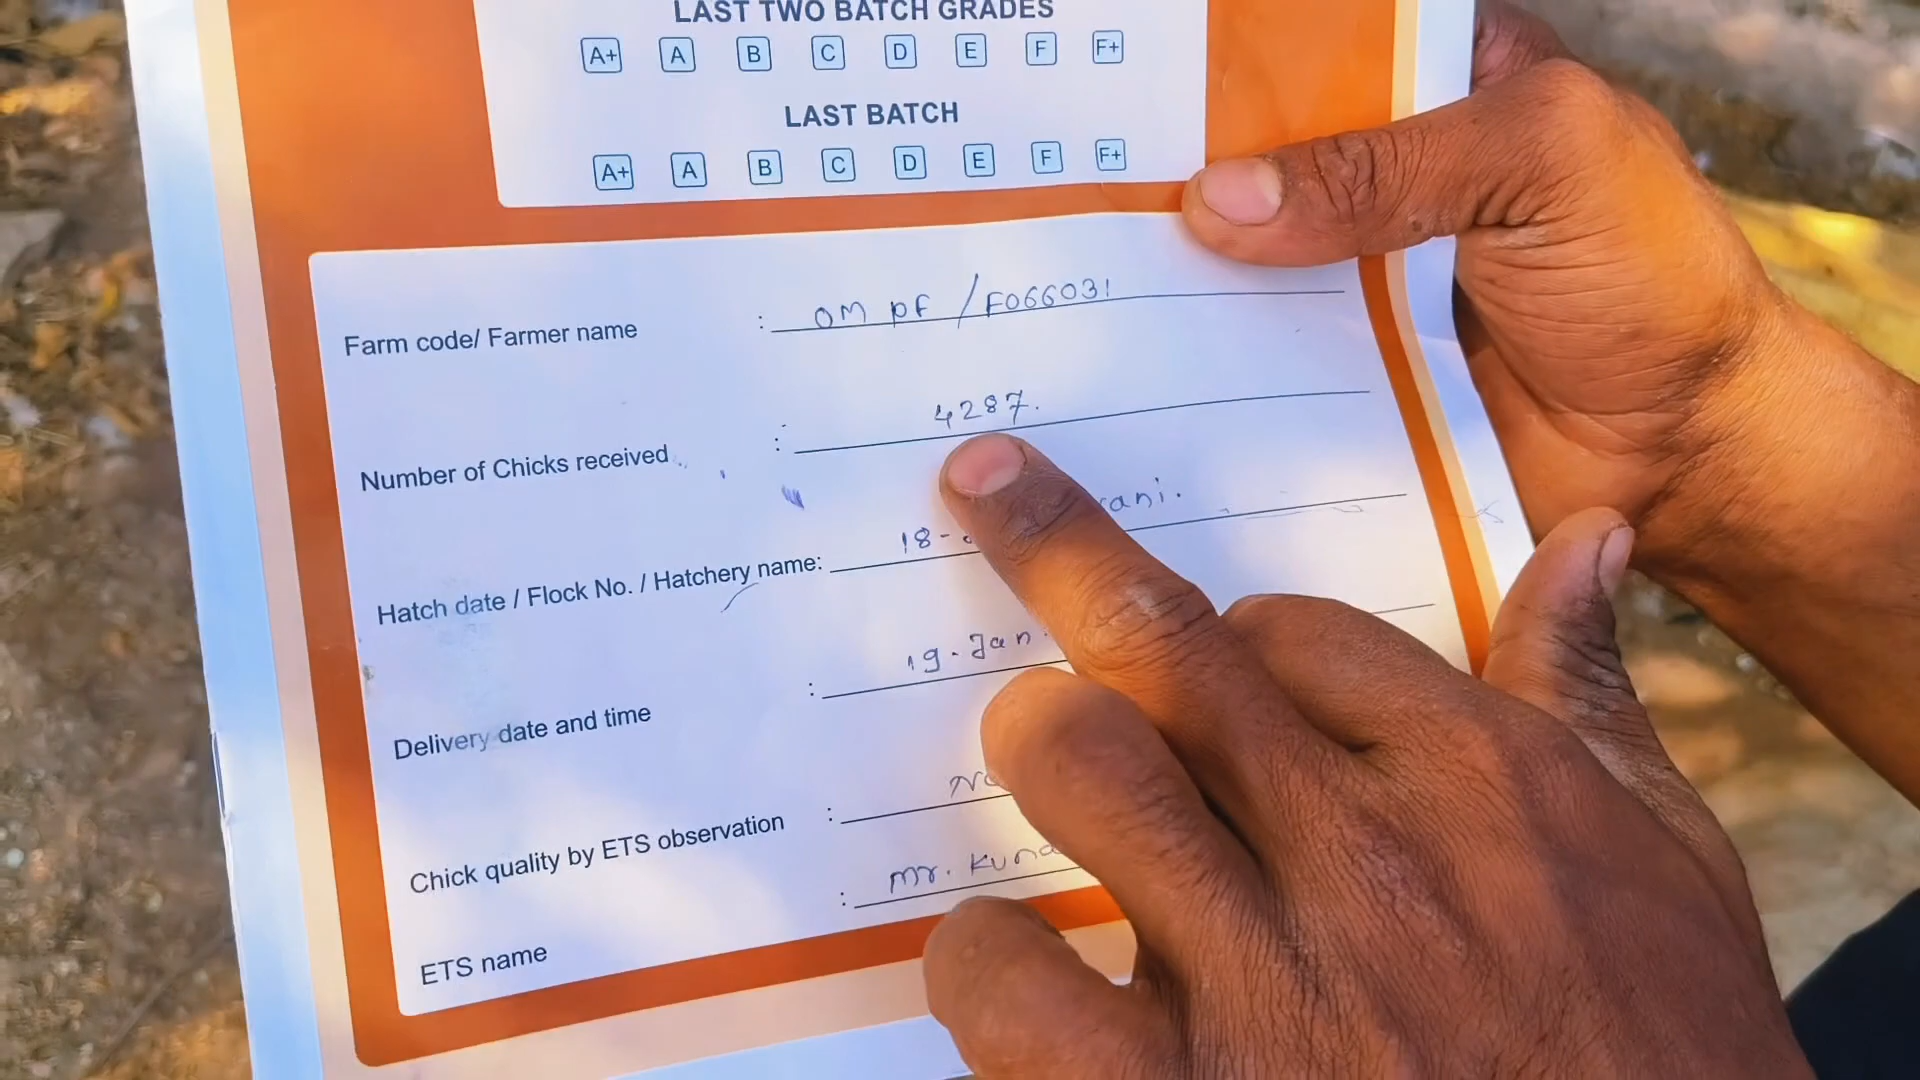 LAST TWO BATCH GRADES
A+ A B C D E F F+
LAST BATCH
A+ A B C D E F F+
Farm code/ Farmer name : OM PF /F066031
Number of Chicks received : 4287.
Hatch date / Flock No. / Hatchery name: 18-
Delivery date and time : 19-Jan
Chick quality by ETS observation :
ETS name : Mr.